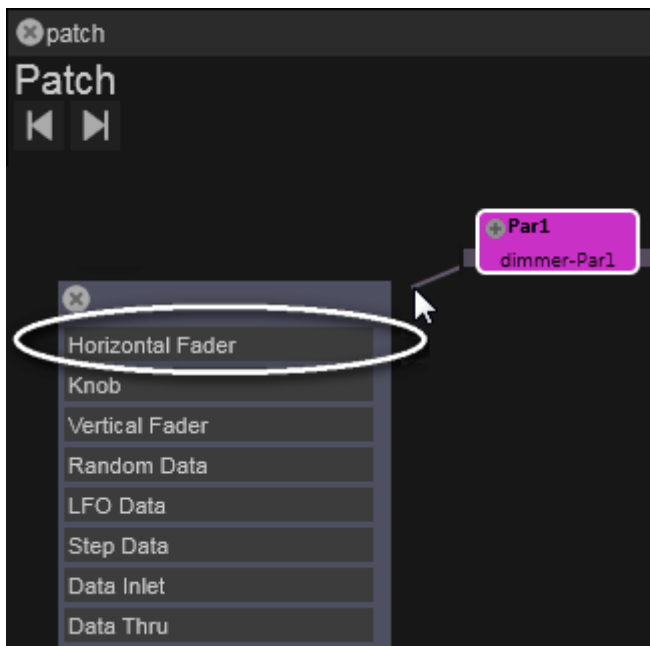 patch
Patch
Par1
dimmer-Par1
Horizontal Fader
Knob
Vertical Fader
Random Data
LFO Data
Step Data
Data Inlet
Data Thru